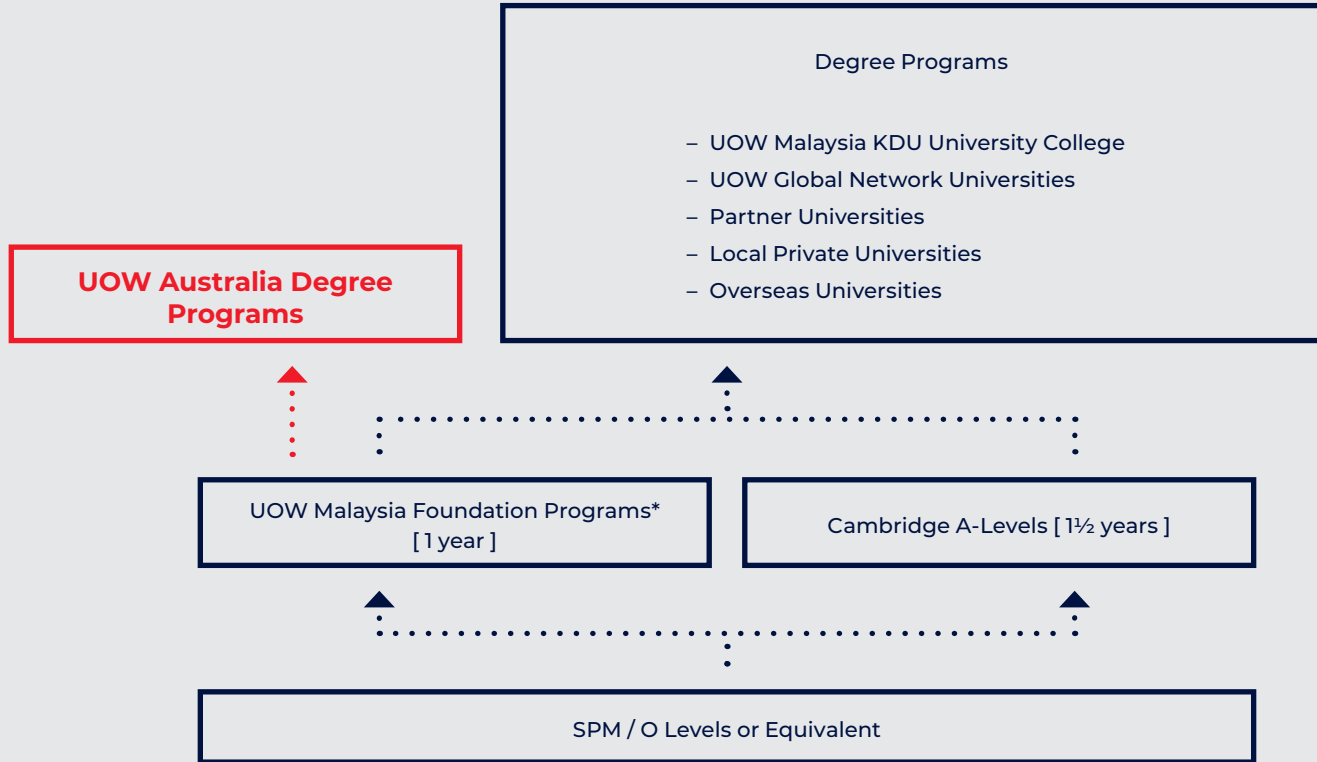 Degree Programs
– UOW Malaysia KDU University College
– UOW Global Network Universities
– Partner Universities
– Local Private Universities
– Overseas Universities
UOW Australia Degree
Programs
UOW Malaysia Foundation Programs*
[ 1 year ]
Cambridge A-Levels [ 1½ years ]
SPM / O Levels or Equivalent